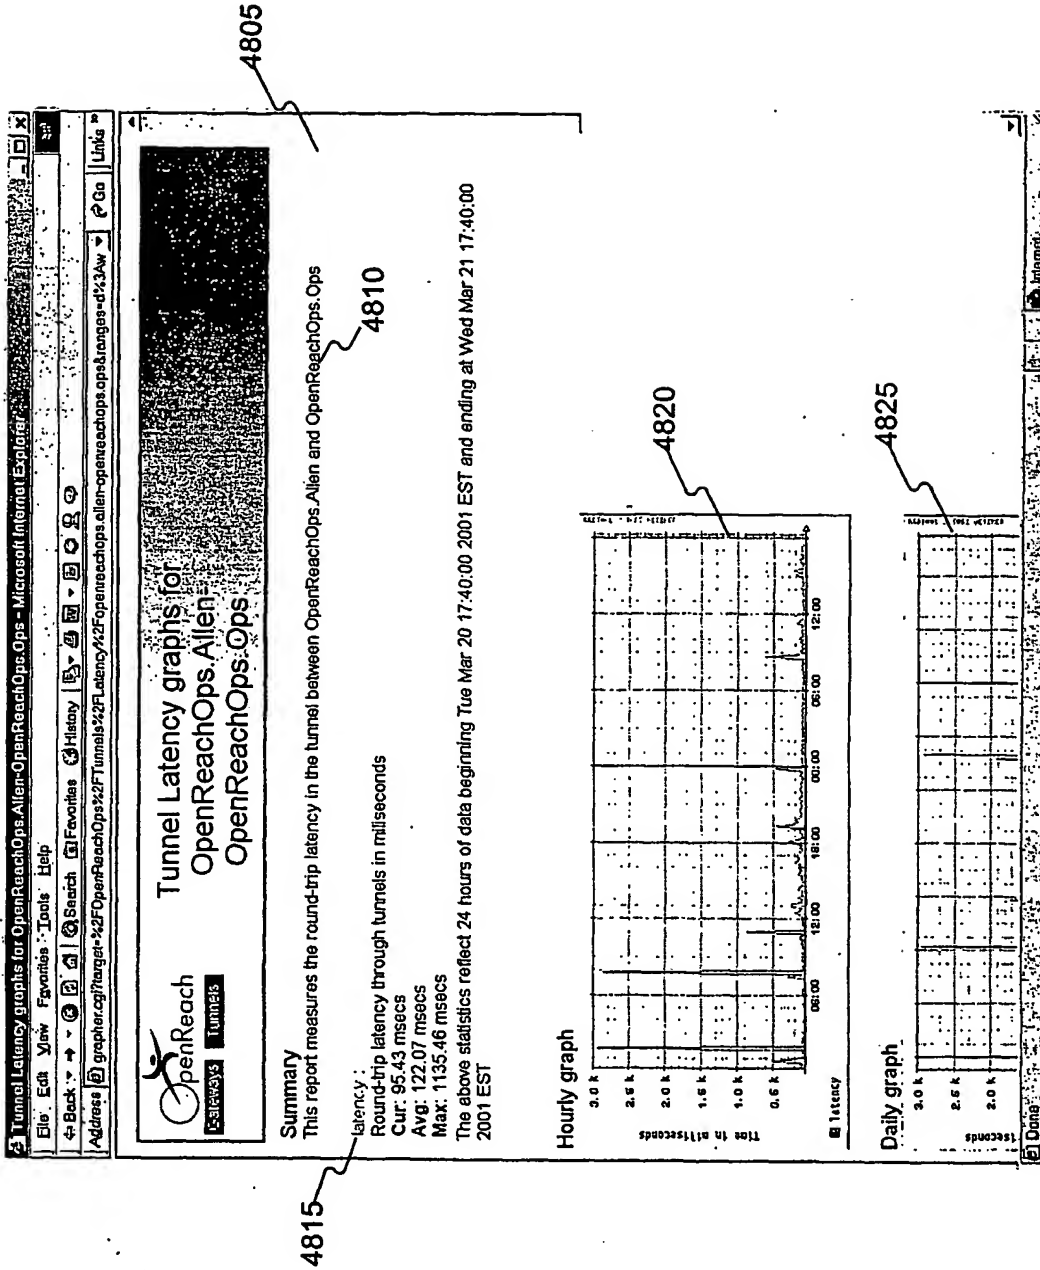 Tunnel Latency graphs for OpenReachOps.Allen-OpenReachOps.Ops - Microsoft Internet Explorer
File Edit View Favorites Tools Help
Back Search Favorites History
Address grapher.cgi?target=%2FOpenReachOps%2FTunnels%2FLatency%2Fopenreachops.allen-openreachops.ops&ranges=d%3Aw Go Links »
OpenReach
Gateways Tunnels
Tunnel Latency graphs for
OpenReachOps.Allen-
OpenReachOps.Ops
4805
Summary
This report measures the round-trip latency in the tunnel between OpenReachOps.Allen and OpenReachOps.Ops
4810
4815
latency :
Round-trip latency through tunnels in milliseconds
Cur: 95.43 msecs
Avg: 122.07 msecs
Max: 1135.46 msecs
The above statistics reflect 24 hours of data beginning Tue Mar 20 17:40:00 2001 EST and ending at Wed Mar 21 17:40:00
2001 EST
Hourly graph
4820
Time in milliseconds
3.0 k
2.5 k
2.0 k
1.5 k
1.0 k
0.5 k
06:00 12:00 18:00 00:00 06:00 12:00
latency
Daily graph
4825
3.0 k
2.5 k
2.0 k
Done Internet